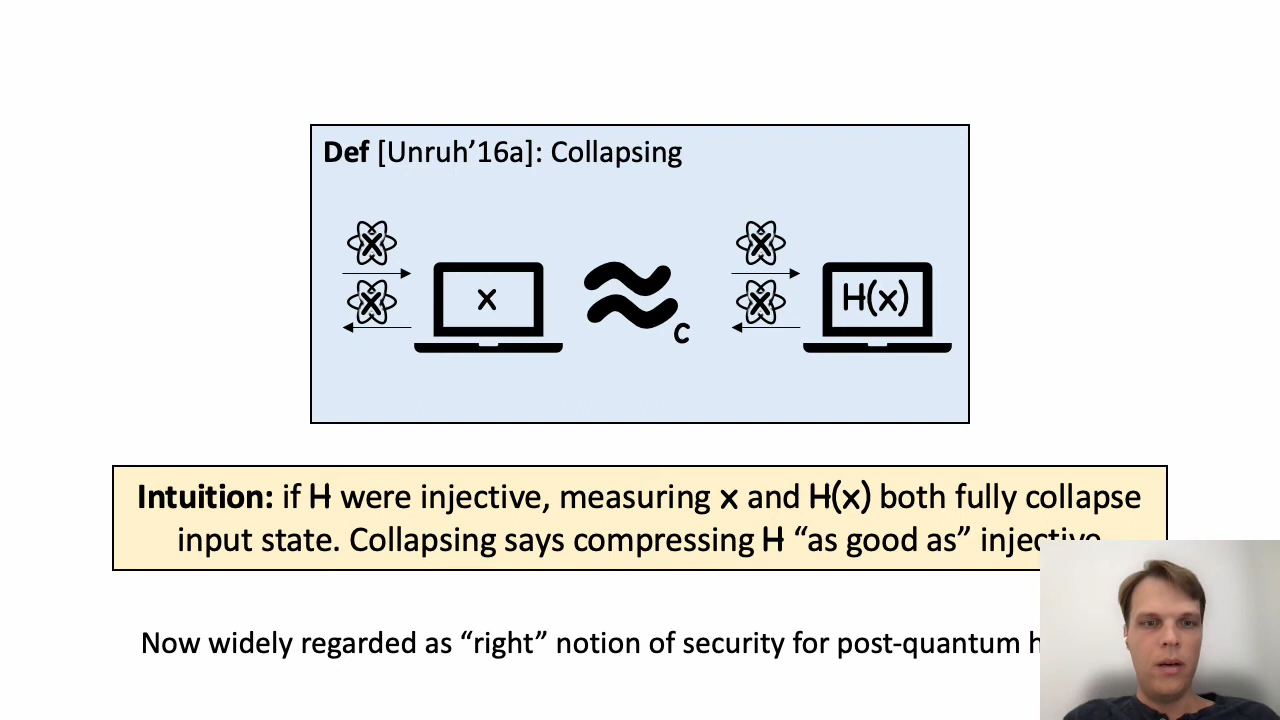 Def [Unruh’16a]: Collapsing
x x
x x H(x) x
≈c
Intuition: if H were injective, measuring x and H(x) both fully collapse
input state. Collapsing says compressing H “as good as” injective
Now widely regarded as “right” notion of security for post-quantum